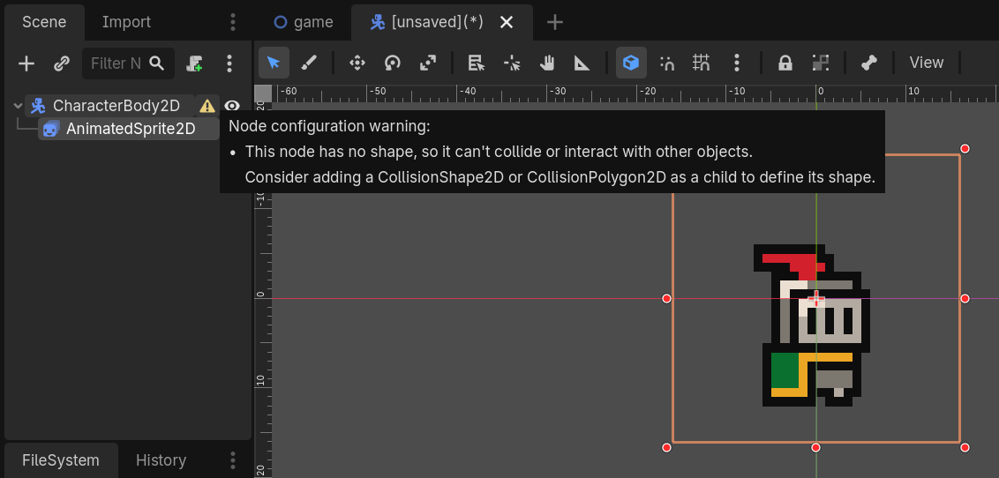 Scene
Import
game
[unsaved](*)
Filter N
View
-60
-50
-40
-30
-20
-10
0
10
CharacterBody2D
AnimatedSprite2D
Node configuration warning:
• This node has no shape, so it can't collide or interact with other objects.
Consider adding a CollisionShape2D or CollisionPolygon2D as a child to define its shape.
-10
0
10
20
FileSystem
History